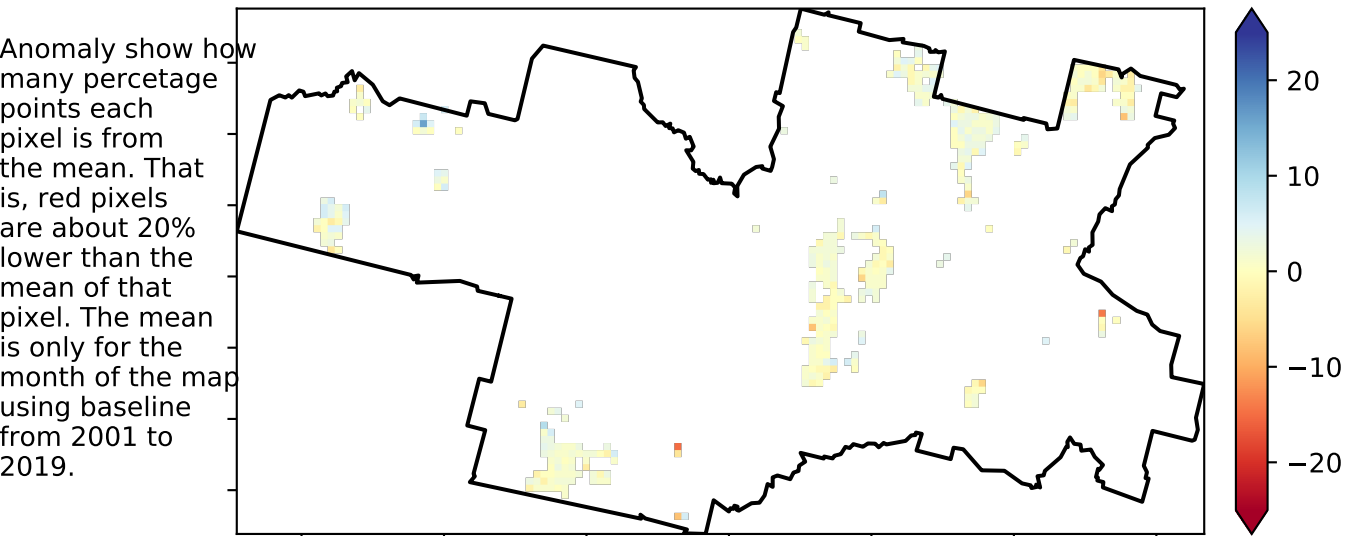 Anomaly show how
many percetage
points each
pixel is from
the mean. That
is, red pixels
are about 20%
lower than the
mean of that
pixel. The mean
is only for the
month of the map
using baseline
from 2001 to
2019.
20
10
0
−10
−20